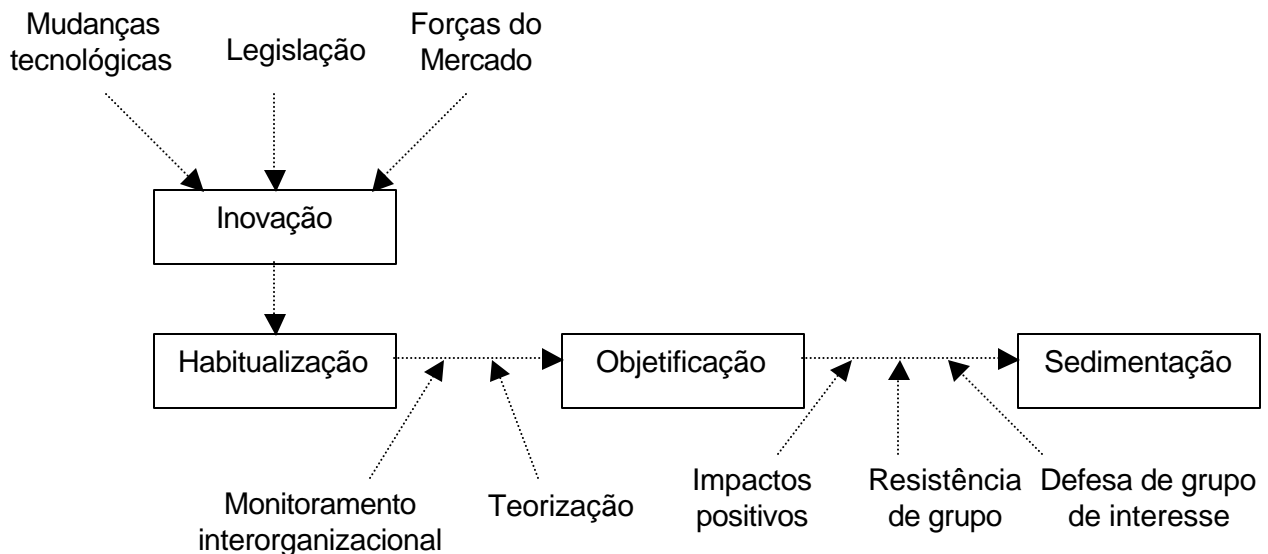 Mudanças
tecnológicas
Legislação
Forças do
Mercado
Inovação
Habitualização
Objetificação
Sedimentação
Monitoramento
interorganizacional
Teorização
Impactos
positivos
Resistência
de grupo
Defesa de grupo
de interesse